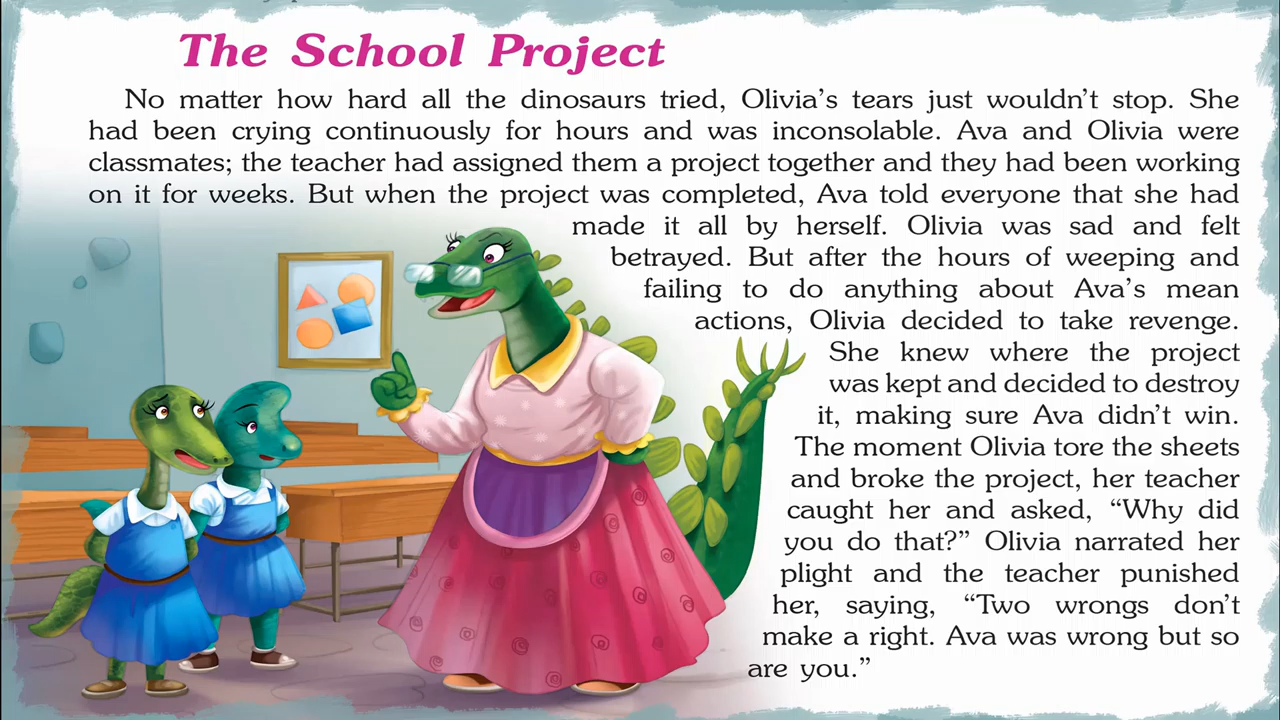 The School Project
No matter how hard all the dinosaurs tried, Olivia's tears just wouldn't stop. She
had been crying continuously for hours and was inconsolable. Ava and Olivia were
classmates; the teacher had assigned them a project together and they had been working
on it for weeks. But when the project was completed, Ava told everyone that she had
made it all by herself. Olivia was sad and felt
betrayed. But after the hours of weeping and
failing to do anything about Ava's mean
actions, Olivia decided to take revenge.
She knew where the project
was kept and decided to destroy
it, making sure Ava didn't win.
The moment Olivia tore the sheets
and broke the project, her teacher
caught her and asked, “Why did
you do that?” Olivia narrated her
plight and the teacher punished
her, saying, “Two wrongs don't
make a right. Ava was wrong but so
are you.”